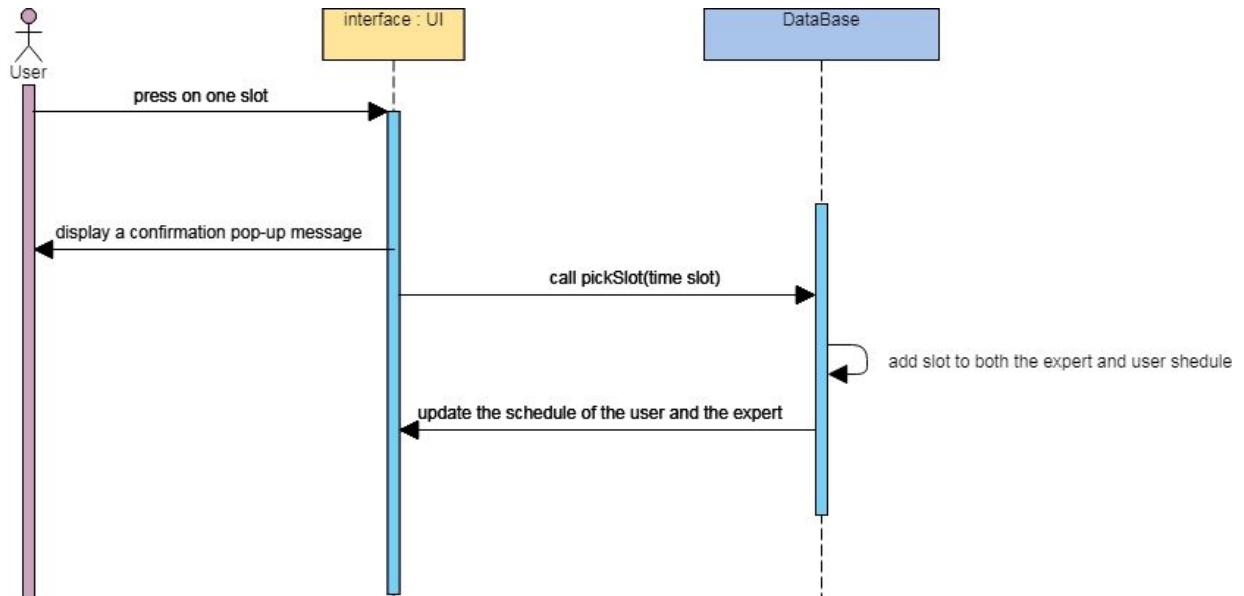 interface : UI
DataBase
User
press on one slot
display a confirmation pop-up message
call pickSlot(time slot)
add slot to both the expert and user shedule
update the schedule of the user and the expert